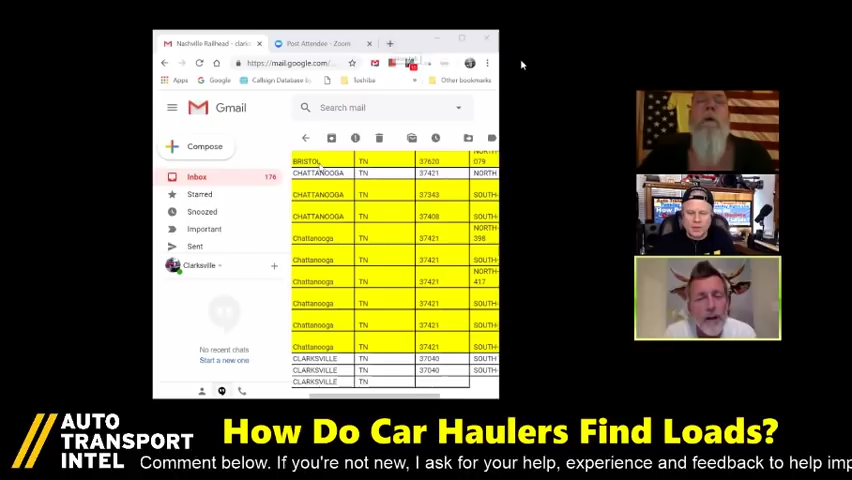 Nashville Railhead - clarks
Post Attendee - Zoom
https://mail.google.com/...
Apps
Google
Callsign Database by
Toshiba
Other bookmarks
Gmail
Search mail
Compose
Inbox 176
Starred
Snoozed
Important
Sent
Clarksville
No recent chats
Start a new one
BRISTOL TN 37620 NORTH-079
CHATTANOOGA TN 37421 NORTH
CHATTANOOGA TN 37343 SOUTH-
CHATTANOOGA TN 37408 SOUTH-
Chattanooga TN 37421 NORTH-398
Chattanooga TN 37421 SOUTH-
Chattanooga TN 37421 NORTH-417
Chattanooga TN 37421 SOUTH-
Chattanooga TN 37421 SOUTH-
Chattanooga TN 37421 SOUTH-
CLARKSVILLE TN 37040 SOUTH
CLARKSVILLE TN 37040 SOUTH
CLARKSVILLE TN
AUTO
TRANSPORT
INTEL
How Do Car Haulers Find Loads?
Comment below. If you're not new, I ask for your help, experience and feedback to help imp